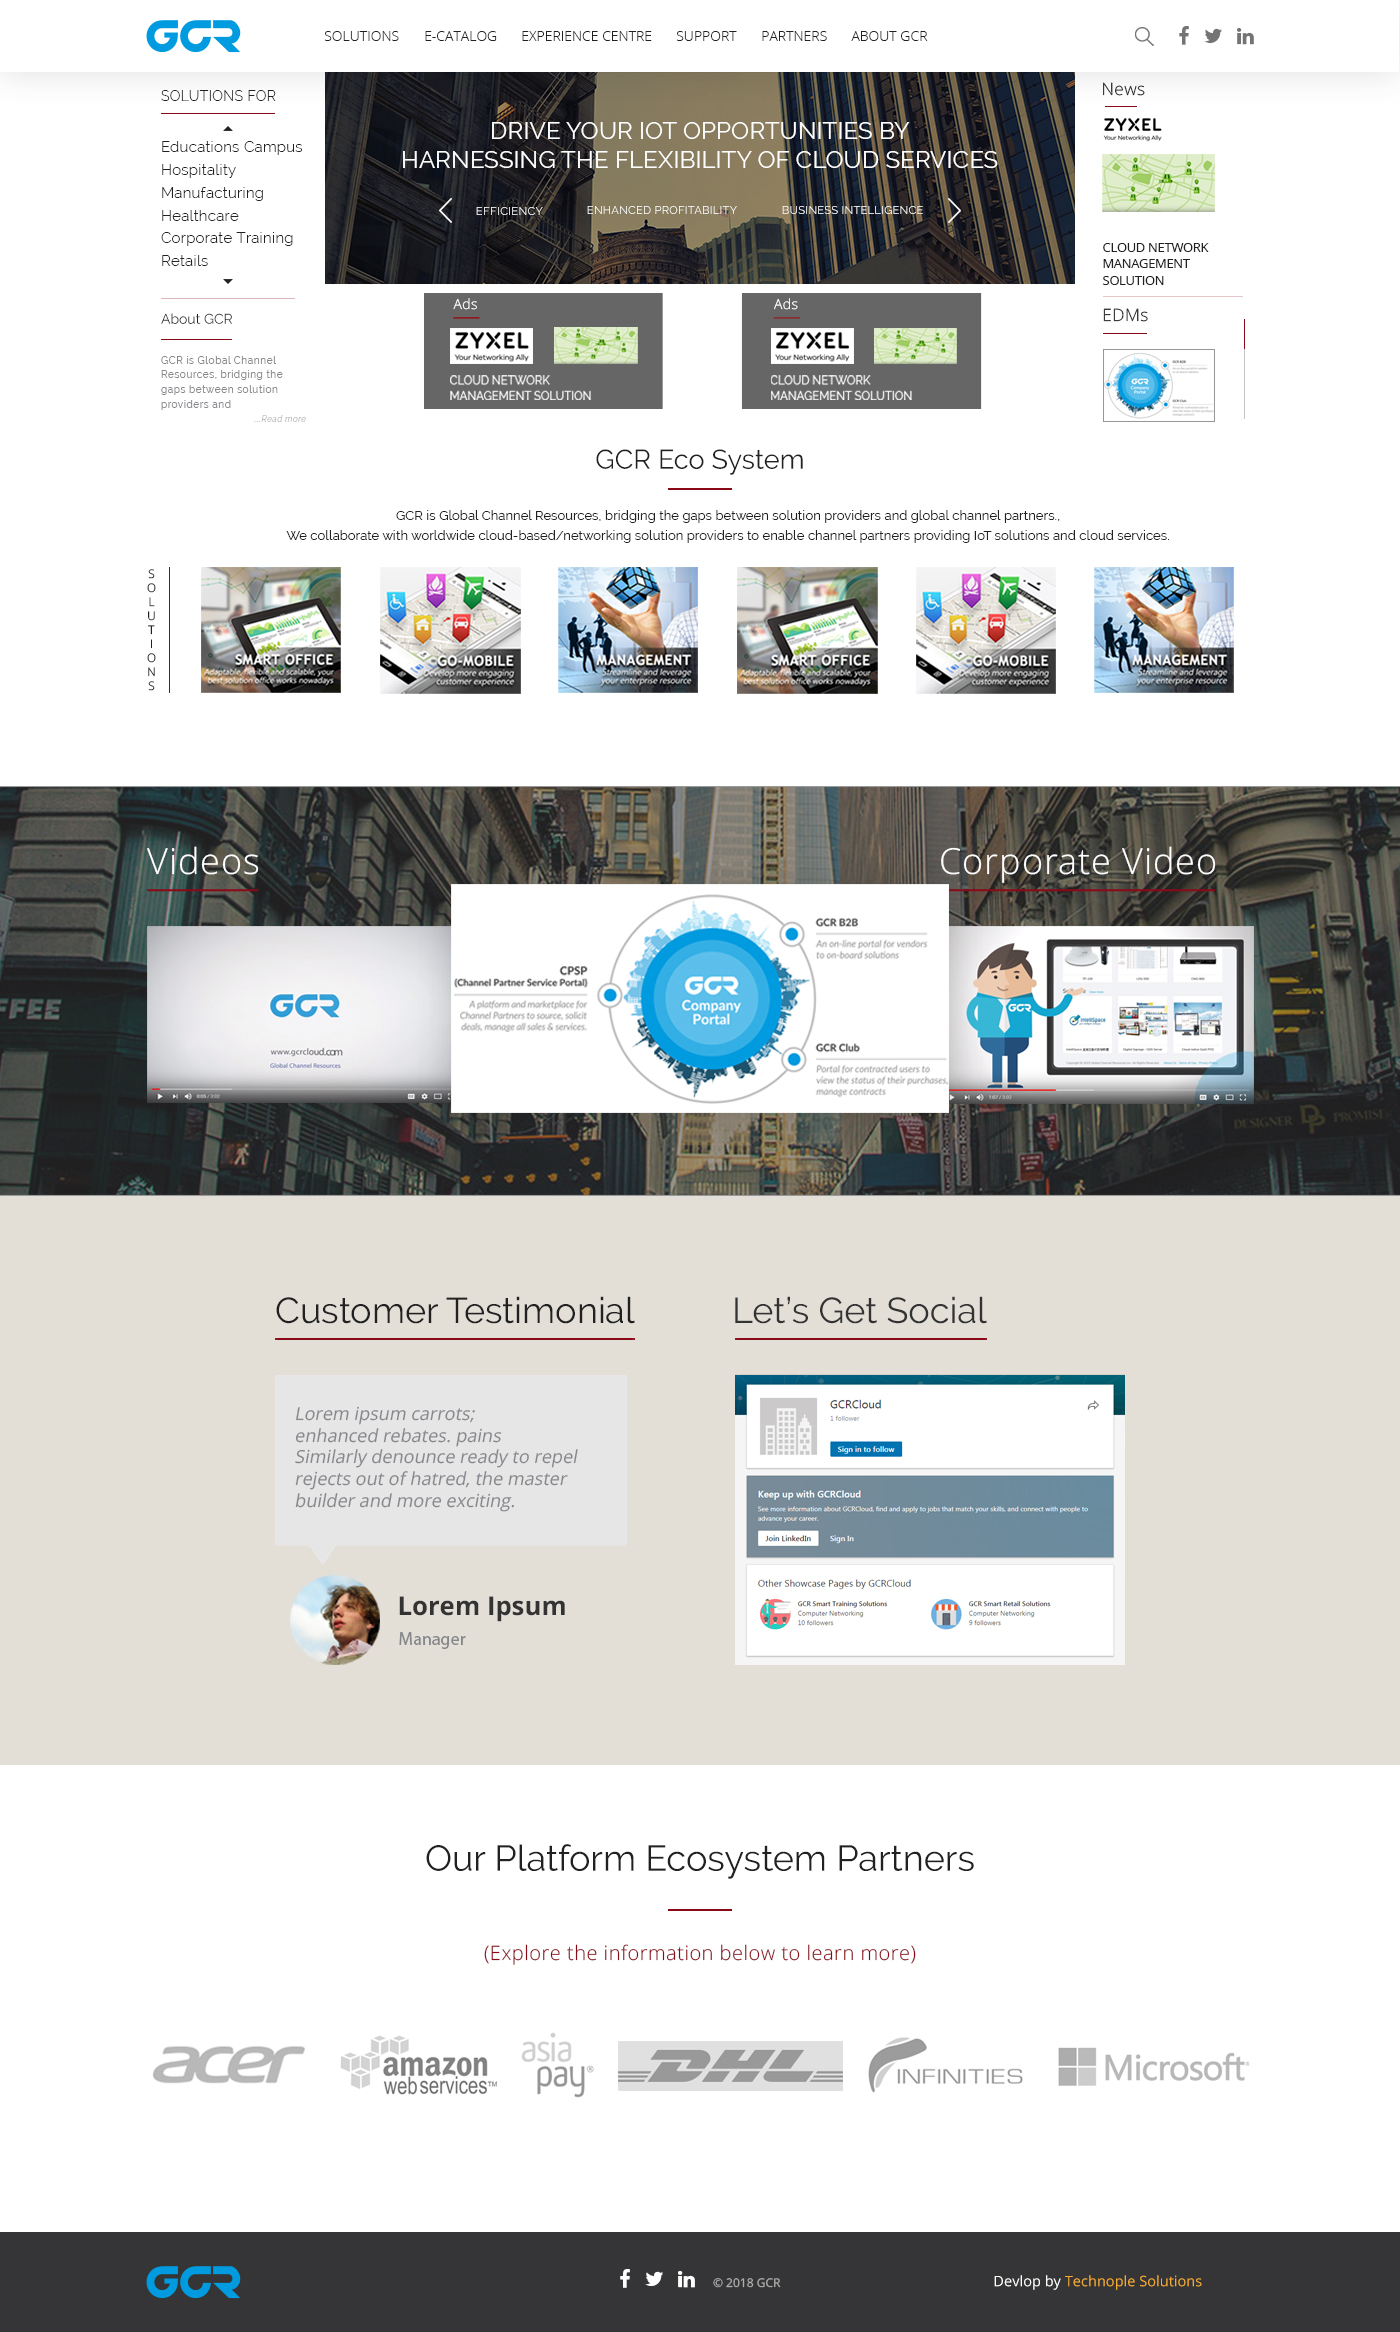 GCR
SOLUTIONS
E-CATALOG
EXPERIENCE CENTRE
SUPPORT
PARTNERS
ABOUT GCR
SOLUTIONS FOR
Educations Campus
Hospitality
Manufacturing
Healthcare
Corporate Training
Retails
About GCR
GCR is Global Channel
Resources, bridging the
gaps between solution
providers and
...Read more
DRIVE YOUR IOT OPPORTUNITIES BY
HARNESSING THE FLEXIBILITY OF CLOUD SERVICES
EFFICIENCY
ENHANCED PROFITABILITY
BUSINESS INTELLIGENCE
Ads
ZYXEL
Your Networking Ally
CLOUD NETWORK
MANAGEMENT SOLUTION
Ads
ZYXEL
Your Networking Ally
CLOUD NETWORK
MANAGEMENT SOLUTION
News
ZYXEL
Your Networking Ally
CLOUD NETWORK
MANAGEMENT
SOLUTION
EDMs
GCR
Company
Portal
GCR Eco System
GCR is Global Channel Resources, bridging the gaps between solution providers and global channel partners.,
We collaborate with worldwide cloud-based/networking solution providers to enable channel partners providing IoT solutions and cloud services.
SOLUTIONS
SMART OFFICE
Adaptable, flexible and scalable, your
best solution office works nowadays
GO-MOBILE
Develop more engaging
customer experience
MANAGEMENT
Streamline and leverage
your enterprise resource
SMART OFFICE
Adaptable, flexible and scalable, your
best solution office works nowadays
GO-MOBILE
Develop more engaging
customer experience
MANAGEMENT
Streamline and leverage
your enterprise resource
Videos
Corporate Video
FFEE
GCR
www.gcrcloud.com
Global Channel Resources
0:05 / 3:02
CPSP
(Channel Partner Service Portal)
A platform and marketplace for
Channel Partners to source, solicit
deals, manage all sales & services.
GCR
Company
Portal
GCR B2B
An on-line portal for vendors
to on-board solutions
GCR Club
Portal for contracted users to
view the status of their purchases,
manage contracts
GCR
IntelliSpace
DESIGNER
PROMISE
Customer Testimonial
Lorem ipsum carrots;
enhanced rebates. pains
Similarly denounce ready to repel
rejects out of hatred, the master
builder and more exciting.
Lorem Ipsum
Manager
Let's Get Social
GCRCloud
1 follower
Sign in to follow
Keep up with GCRCloud
See more information about GCRCloud, find and apply to jobs that match your skills, and connect with people to
advance your career.
Join LinkedIn
Sign In
Other Showcase Pages by GCRCloud
GCR Smart Training Solutions
Computer Networking
10 followers
GCR Smart Retail Solutions
Computer Networking
9 followers
Our Platform Ecosystem Partners
(Explore the information below to learn more)
acer
amazon
webservices™
asia
pay®
DHL
INFINITIES
Microsoft
GCR
© 2018 GCR
Devlop by Technople Solutions